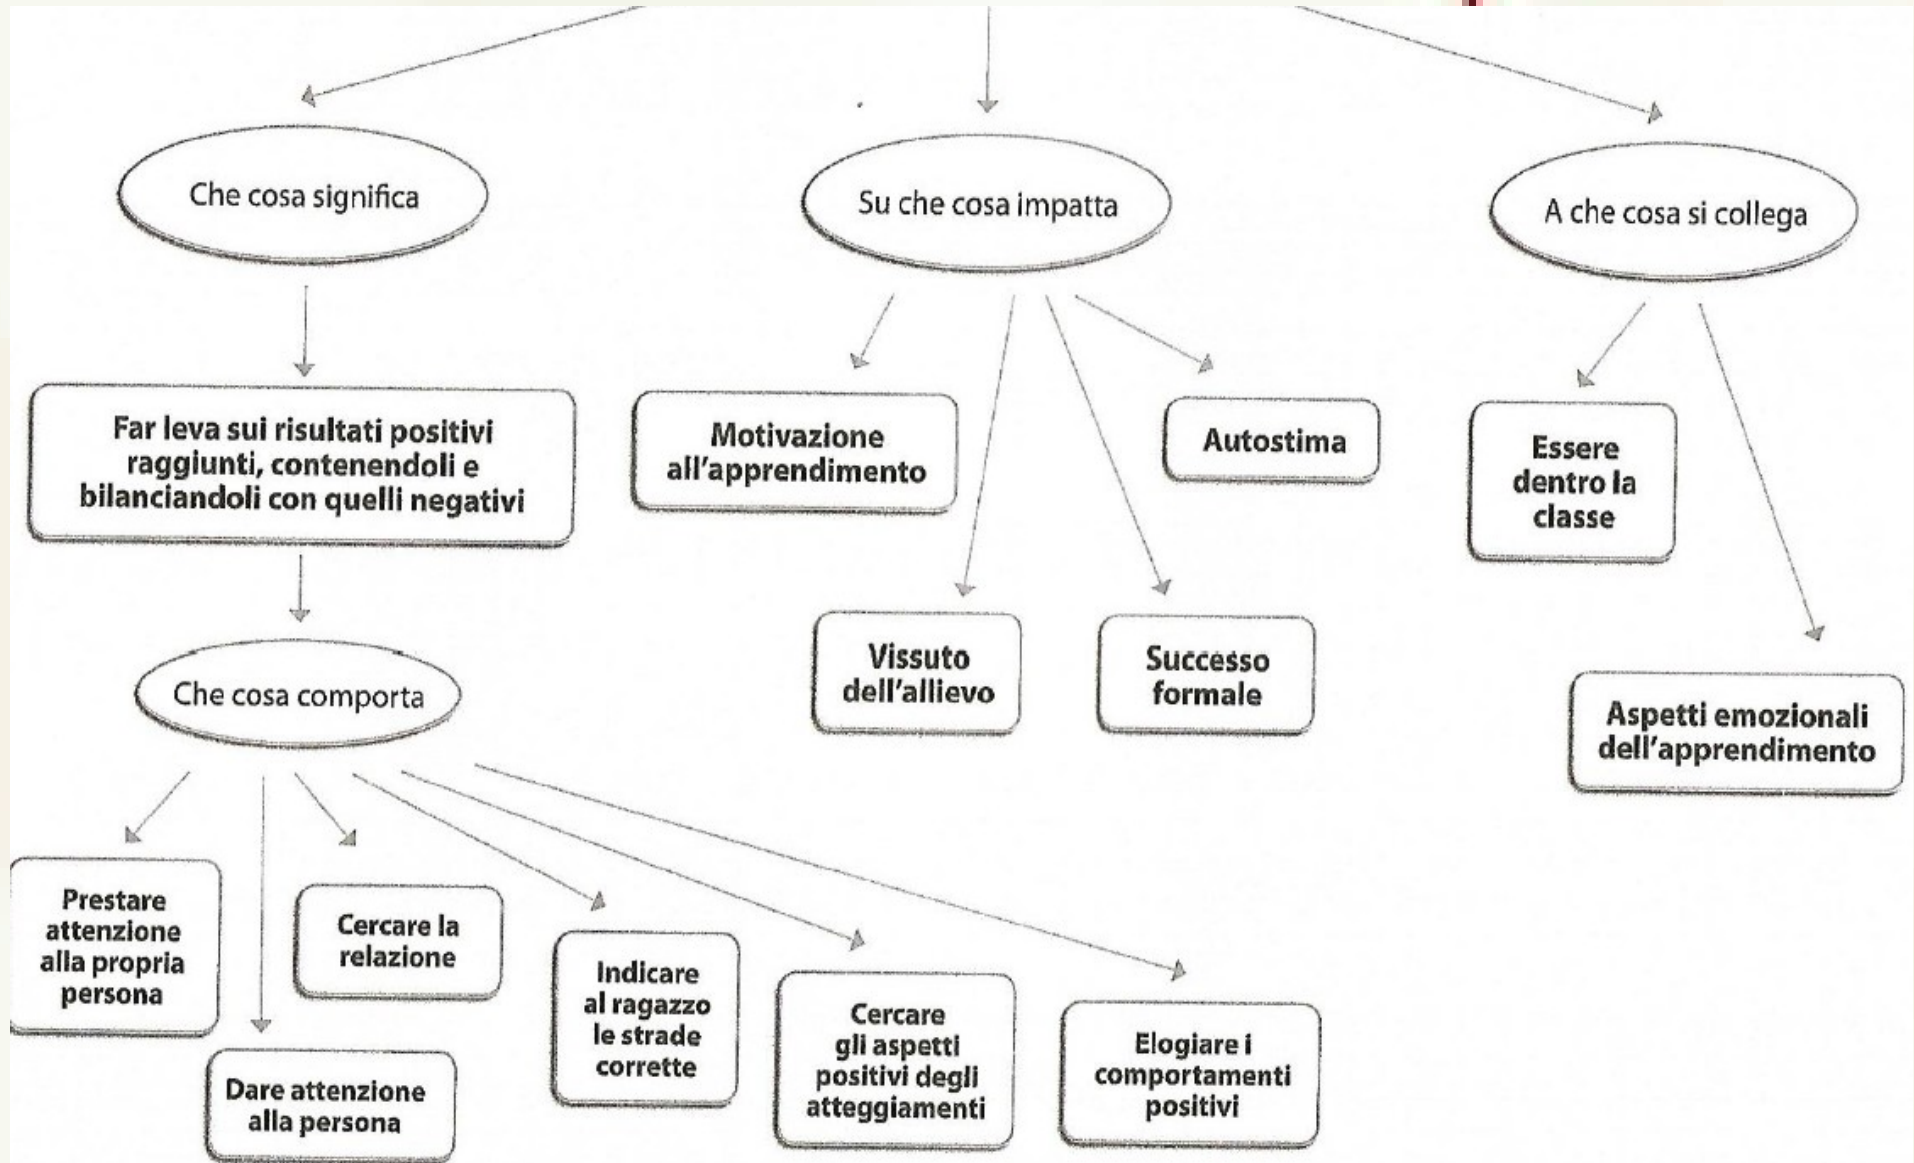 Che cosa significa
Su che cosa impatta
A che cosa si collega
Far leva sui risultati positivi
raggiunti, contenendoli e
bilanciandoli con quelli negativi
Motivazione
all'apprendimento
Autostima
Essere
dentro la
classe
Vissuto
dell'allievo
Successo
formale
Aspetti emozionali
dell'apprendimento
Che cosa comporta
Prestare
attenzione
alla propria
persona
Dare attenzione
alla persona
Cercare la
relazione
Indicare
al ragazzo
le strade
corrette
Cercare
gli aspetti
positivi degli
atteggiamenti
Elogiare i
comportamenti
positivi